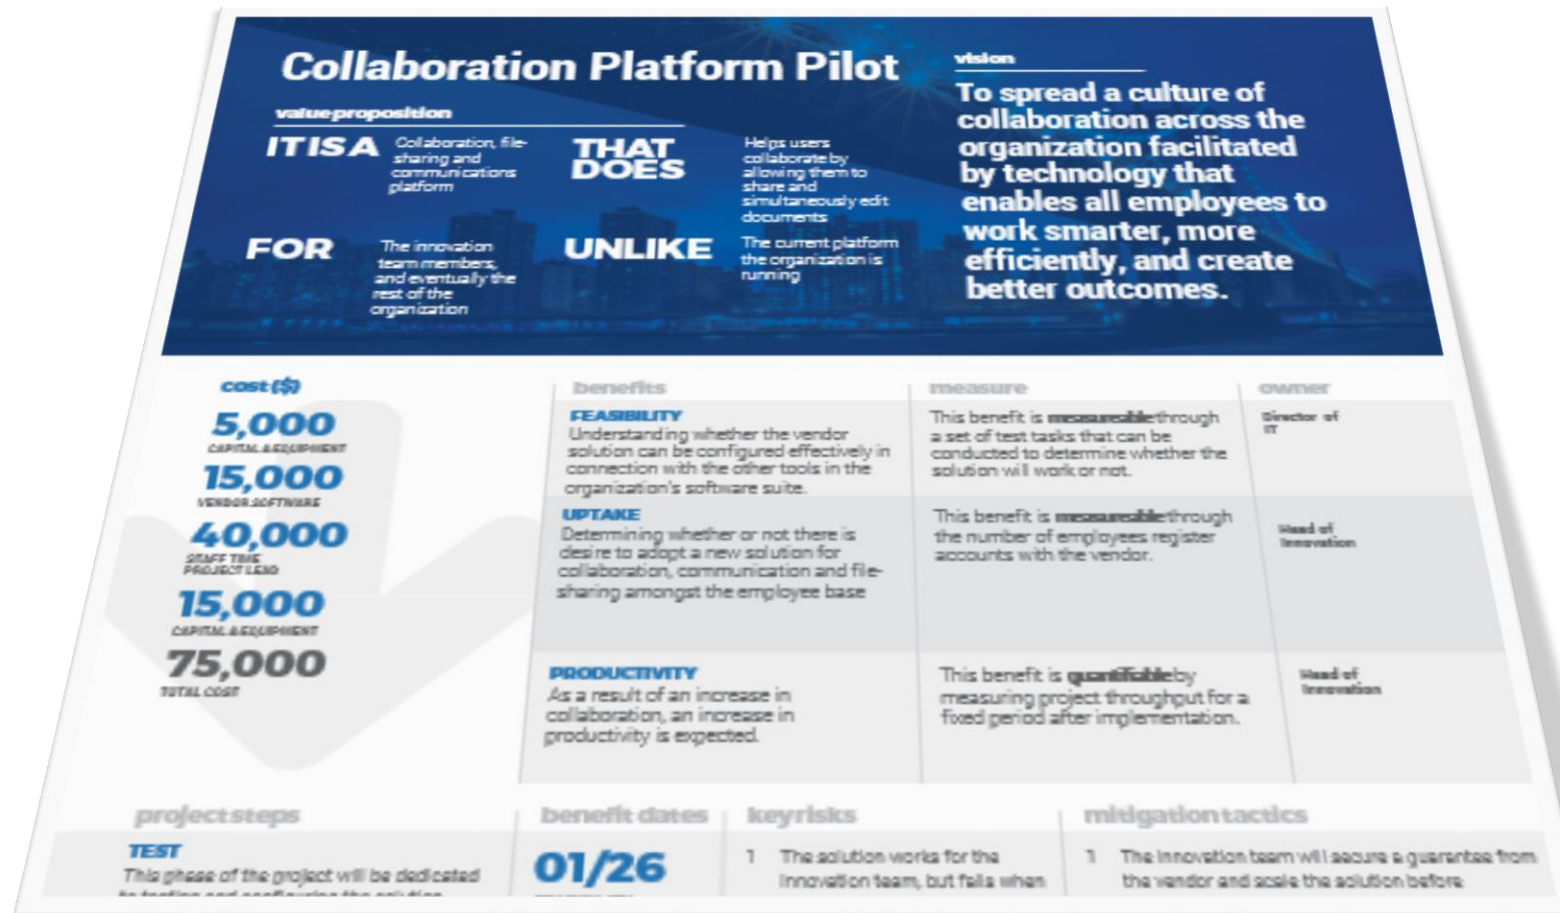 Collaboration Platform Pilot
value proposition
IT IS A
Collaboration, file-
sharing and
communications
platform
THAT
DOES
Helps users
collaborate by
allowing them to
share and
simultaneously edit
documents
FOR
The innovation
team members,
and eventually the
rest of the
organization
UNLIKE
The current platform
the organization is
running
vision
To spread a culture of
collaboration across the
organization facilitated
by technology that
enables all employees to
work smarter, more
efficiently, and create
better outcomes.
cost ($)
5,000
CAPITAL & EQUIPMENT
15,000
VENDOR SOFTWARE
40,000
STAFF TIME
PROJECT LEAD
15,000
CAPITAL & EQUIPMENT
75,000
TOTAL COST
benefits
measure
owner
FEASIBILITY
Understanding whether the vendor
solution can be configured effectively in
connection with the other tools in the
organization's software suite.
This benefit is measureable through
a set of test tasks that can be
conducted to determine whether the
solution will work or not.
Director of
IT
UPTAKE
Determining whether or not there is
desire to adopt a new solution for
collaboration, communication and file-
sharing amongst the employee base
This benefit is measureable through
the number of employees register
accounts with the vendor.
Head of
Innovation
PRODUCTIVITY
As a result of an increase in
collaboration, an increase in
productivity is expected.
This benefit is quantifiable by
measuring project throughput for a
fixed period after implementation.
Head of
Innovation
project steps
benefit dates
key risks
mitigation tactics
TEST
This phase of the project will be dedicated
to testing and configuring the solution
01/26
1 The solution works for the
Innovation team, but fails when
1 The Innovation team will secure a guarantee from
the vendor and scale the solution before